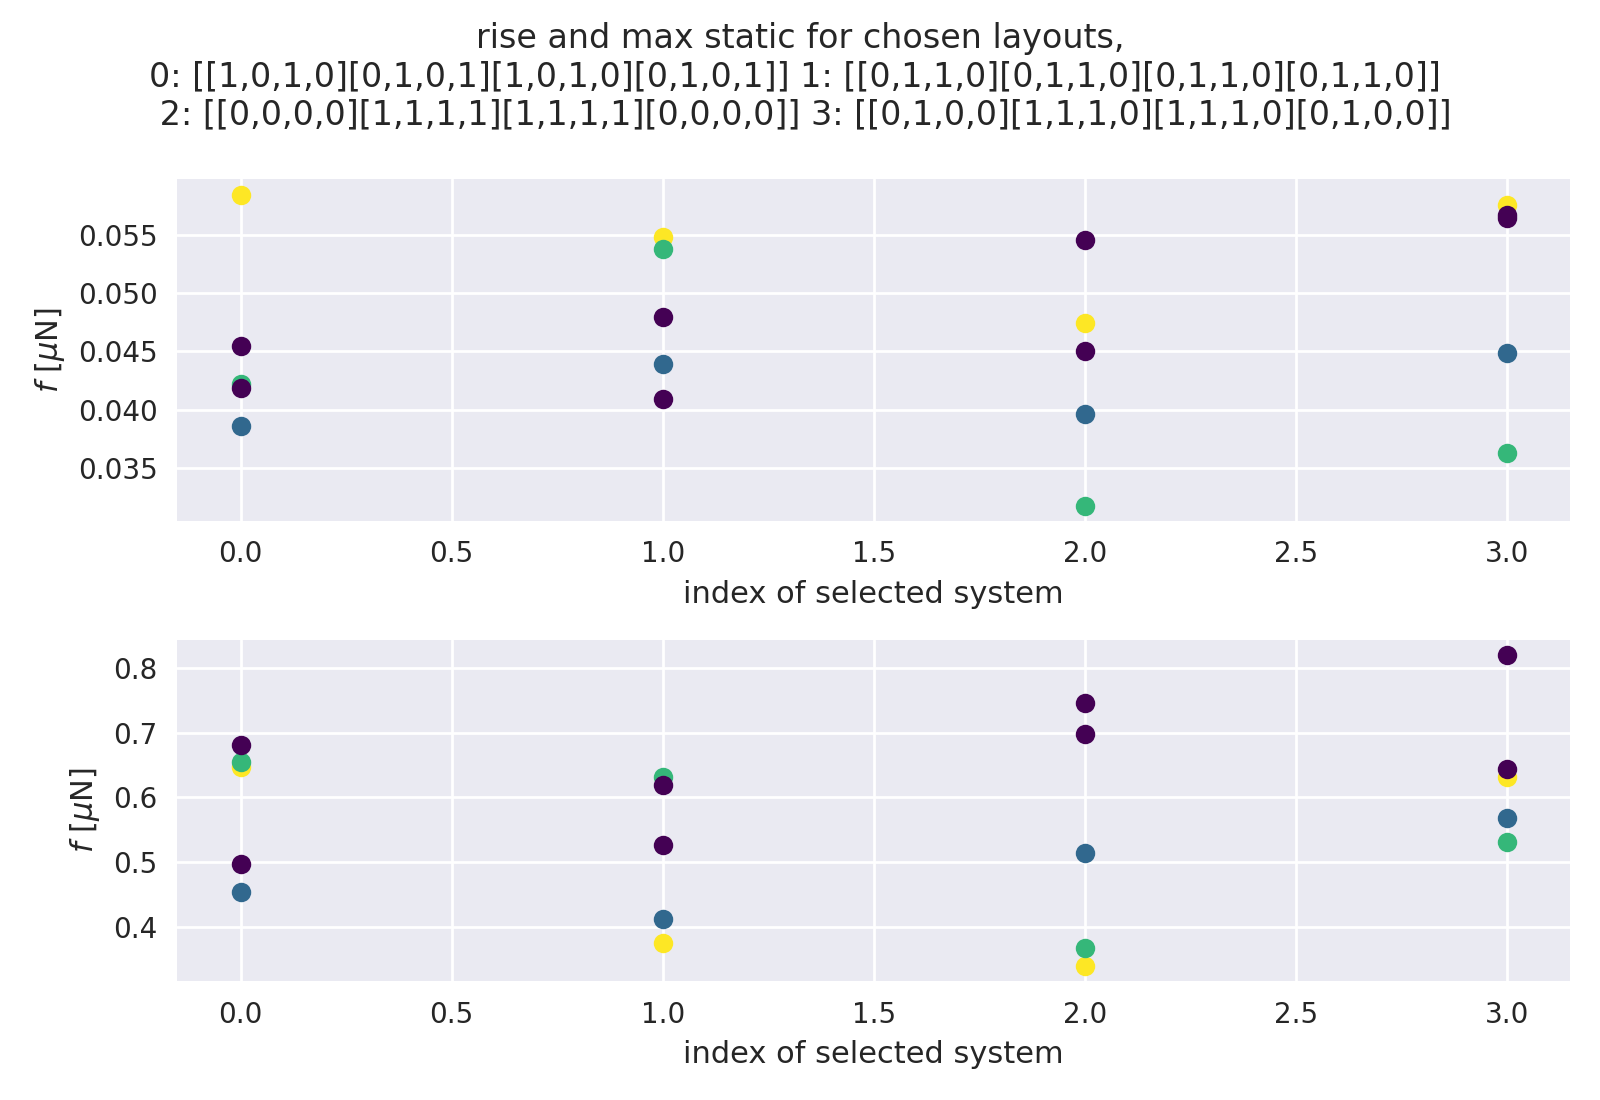 rise and max static for chosen layouts,
0: [[1,0,1,0][0,1,0,1][1,0,1,0][0,1,0,1]] 1: [[0,1,1,0][0,1,1,0][0,1,1,0][0,1,1,0]]
2: [[0,0,0,0][1,1,1,1][1,1,1,1][0,0,0,0]] 3: [[0,1,0,0][1,1,1,0][1,1,1,0][0,1,0,0]]
f [μN]
0.055
0.050
0.045
0.040
0.035
0.0 0.5 1.0 1.5 2.0 2.5 3.0
index of selected system
f [μN]
0.8
0.7
0.6
0.5
0.4
0.0 0.5 1.0 1.5 2.0 2.5 3.0
index of selected system